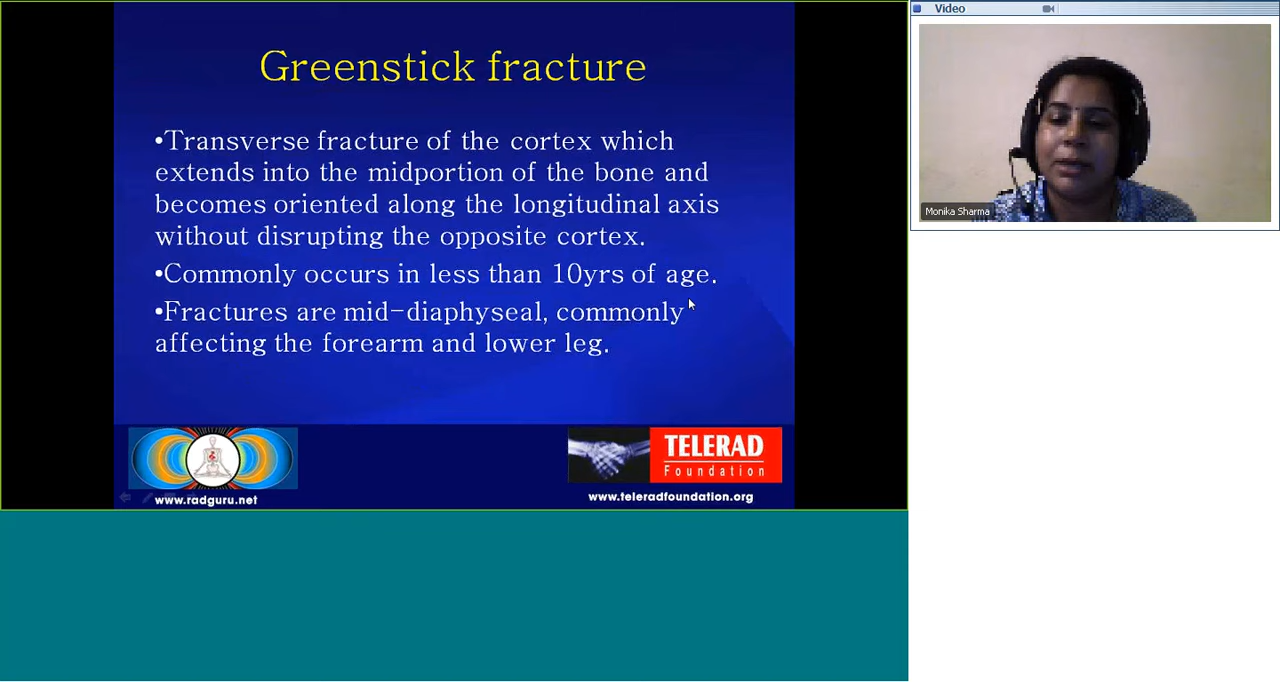 Greenstick fracture
•Transverse fracture of the cortex which
extends into the midportion of the bone and
becomes oriented along the longitudinal axis
without disrupting the opposite cortex.
•Commonly occurs in less than 10yrs of age.
•Fractures are mid-diaphyseal, commonly
affecting the forearm and lower leg.
www.radguru.net
TELERAD
Foundation
www.teleradfoundation.org
Video
Monika Sharma